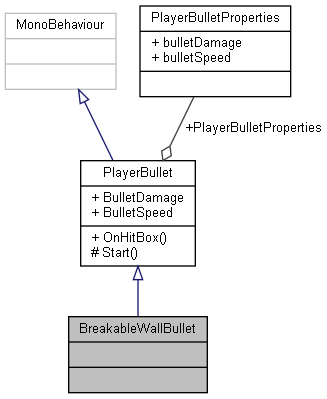 PlayerBulletProperties
+ bulletDamage
+ bulletSpeed
MonoBehaviour
+PlayerBulletProperties
PlayerBullet
+ BulletDamage
+ BulletSpeed
+ OnHitBox()
# Start()
BreakableWallBullet